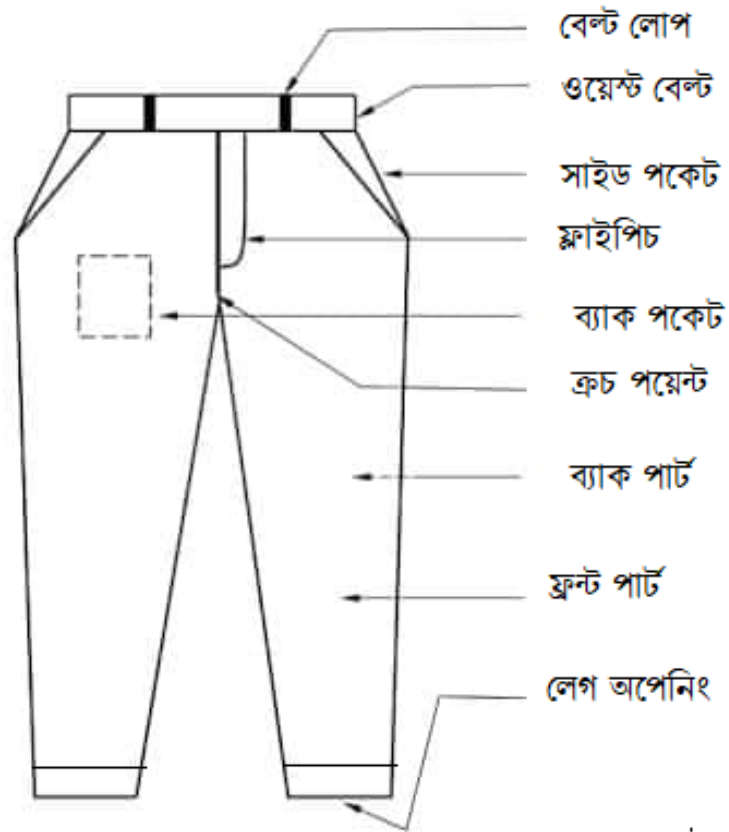 বেল্ট লোপ
ওয়েস্ট বেল্ট
সাইড পকেট
ফ্লাইপিচ
ব্যাক পকেট
ক্রচ পয়েন্ট
ব্যাক পার্ট
ফ্রন্ট পার্ট
লেগ অপেনিং